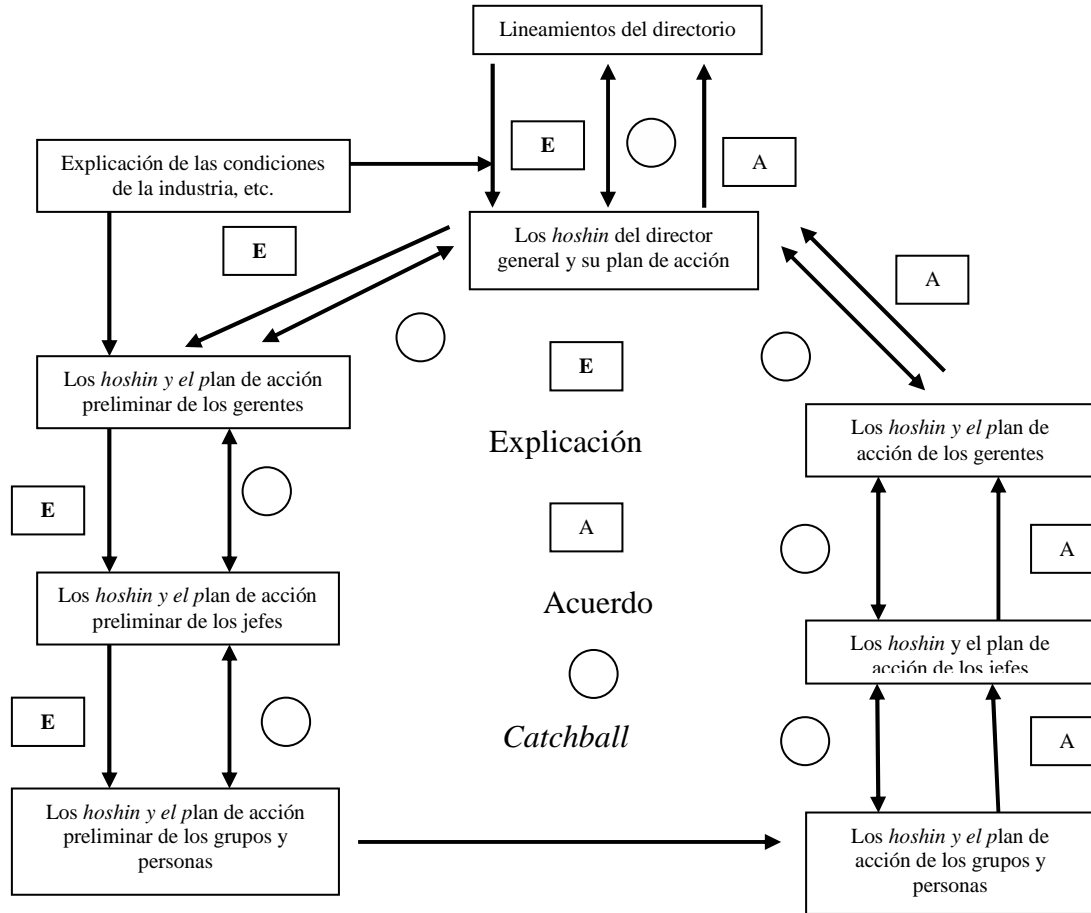 Lineamientos del directorio
E
A
Explicación de las condiciones
de la industria, etc.
E
Los hoshin del director
general y su plan de acción
A
E
Los hoshin y el plan de acción
preliminar de los gerentes
Explicación
Los hoshin y el plan de
acción de los gerentes
E
A
A
Los hoshin y el plan de acción
preliminar de los jefes
Acuerdo
Los hoshin y el plan de
acción de los jefes
E
Catchball
A
Los hoshin y el plan de acción
preliminar de los grupos y
personas
Los hoshin y el plan de
acción de los grupos y
personas